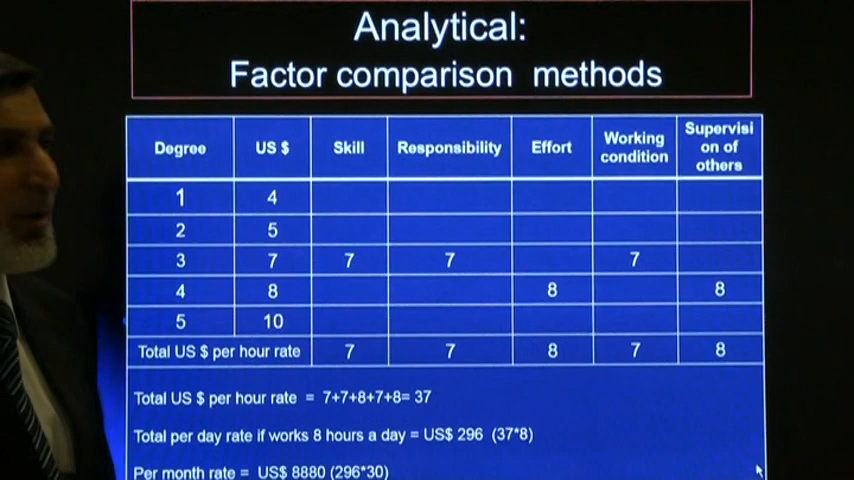 Analytical:
Factor comparison methods
Degree US $ Skill Responsibility Effort Working condition Supervisi on of others
1 4
2 5
3 7 7 7 7
4 8 8 8
5 10
Total US $ per hour rate 7 7 8 7 8
Total US $ per hour rate = 7+7+8+7+8= 37
Total per day rate if works 8 hours a day = US$ 296 (37*8)
Per month rate = US$ 8880 (296*30)